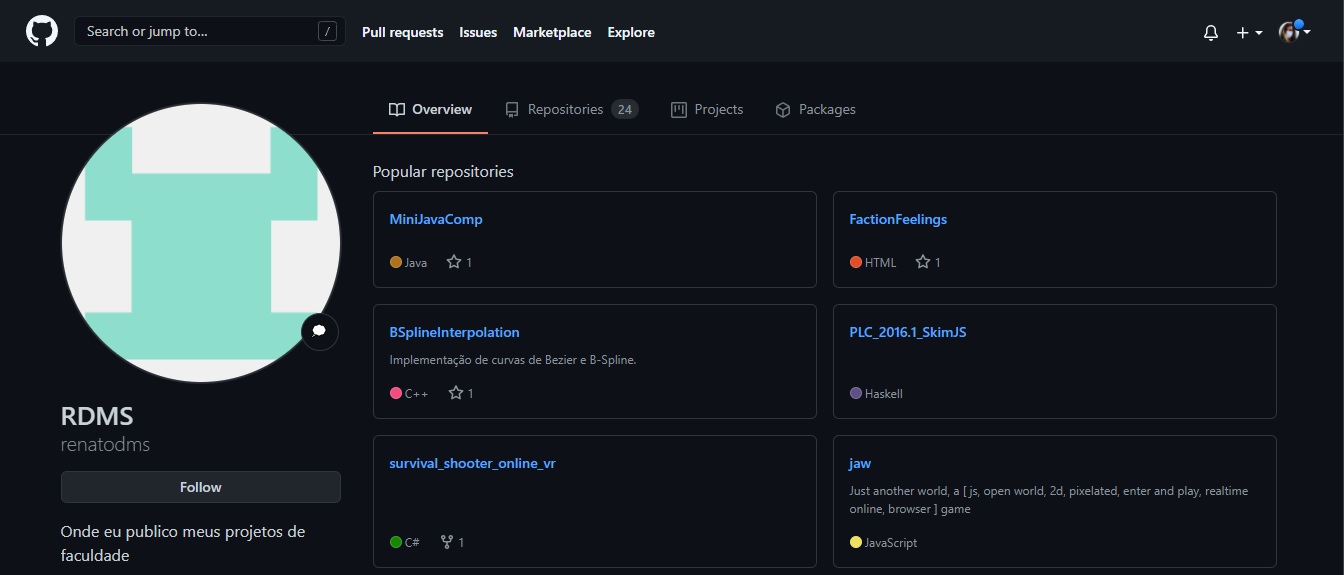 Search or jump to... /
Pull requests Issues Marketplace Explore
Overview Repositories 24 Projects Packages
RDMS
renatodms
Follow
Onde eu publico meus projetos de
faculdade
Popular repositories
MiniJavaComp
Java 1
FactionFeelings
HTML 1
BSplineInterpolation
Implementação de curvas de Bezier e B-Spline.
C++ 1
PLC_2016.1_SkimJS
Haskell
survival_shooter_online_vr
C# 1
jaw
Just another world, a [ js, open world, 2d, pixelated, enter and play, realtime
online, browser ] game
JavaScript